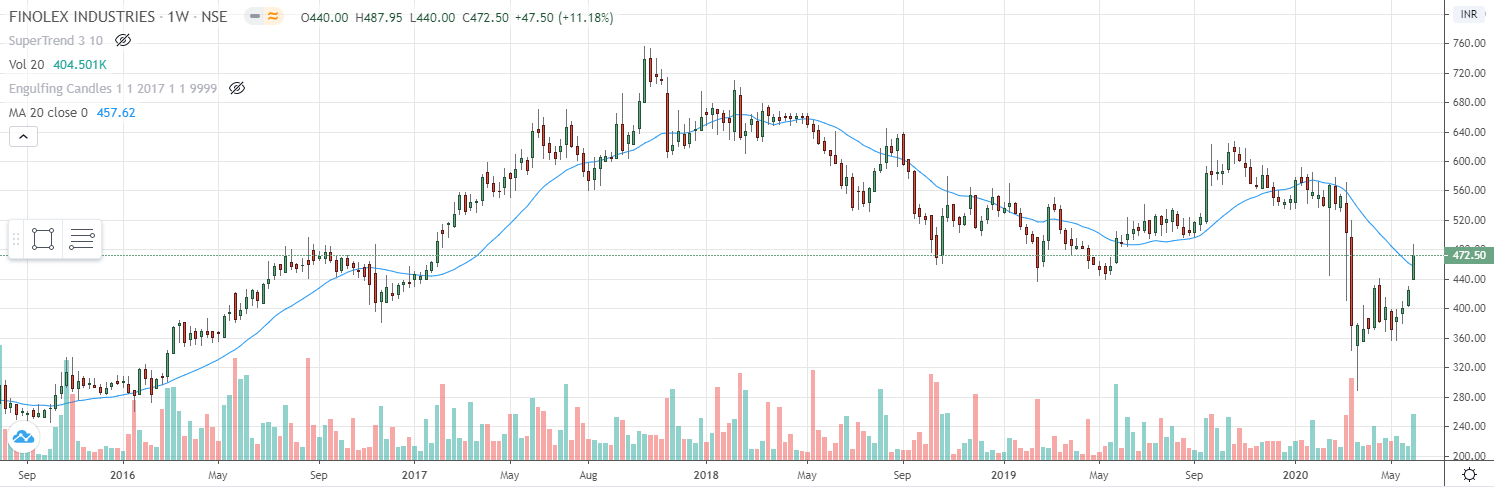 FINOLEX INDUSTRIES · 1W · NSE O440.00 H487.95 L440.00 C472.50 +47.50 (+11.18%)
INR
SuperTrend 3 10
Vol 20 404.501K
Engulfing Candles 1 1 2017 1 1 9999
MA 20 close 0 457.62
760.00
720.00
680.00
640.00
600.00
560.00
520.00
472.50
440.00
400.00
360.00
320.00
280.00
240.00
200.00
Sep 2016 May Sep 2017 May Aug 2018 May Sep 2019 May Sep 2020 May